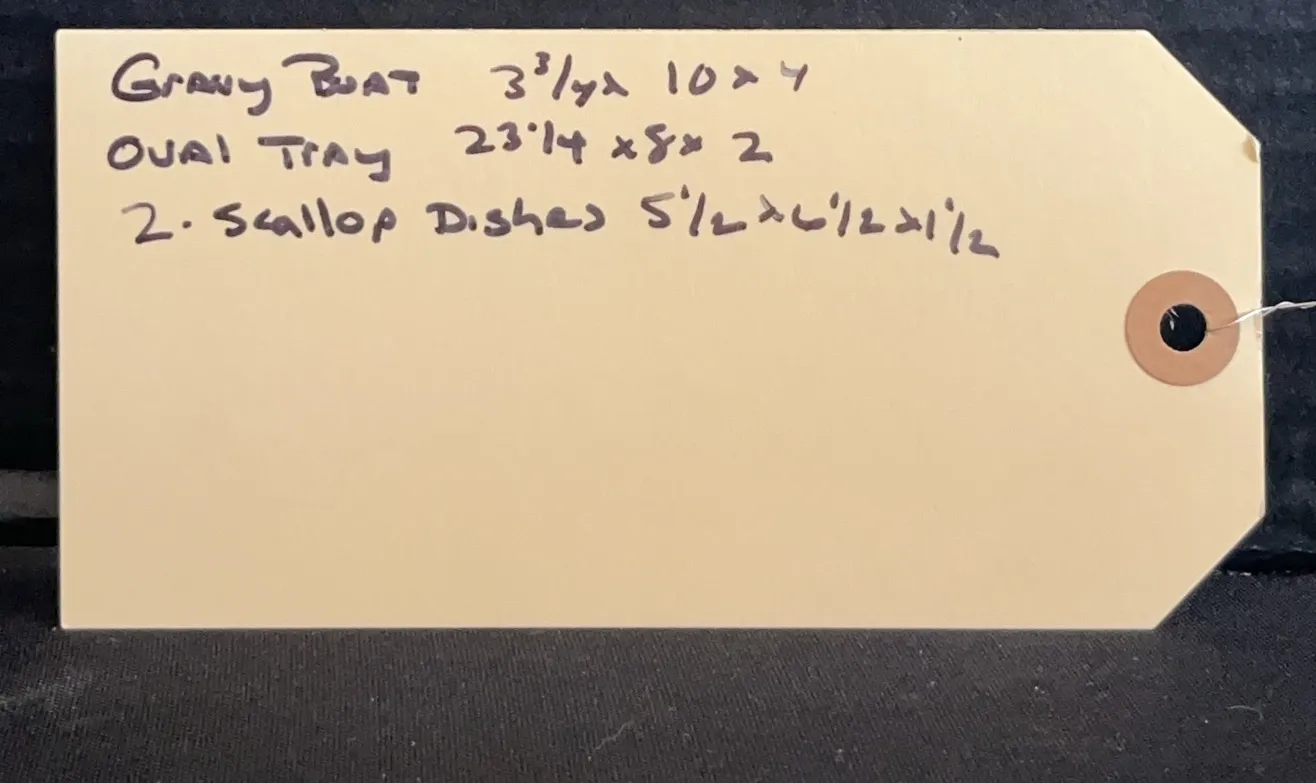 Gravy Boat 3 3/4 x 10 x 4
Oval Tray 23 1/4 x 8 x 2
2. Scallop Dishes 5 1/2 x 6 1/2 x 1 1/2